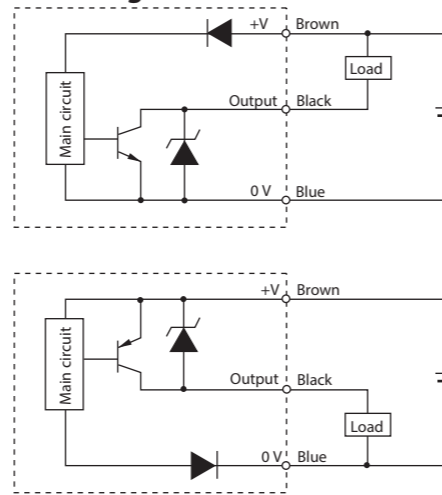 +V Brown
Load
Main circuit
Output Black
0 V Blue
+V Brown
Main circuit
Output Black
Load
0 V Blue